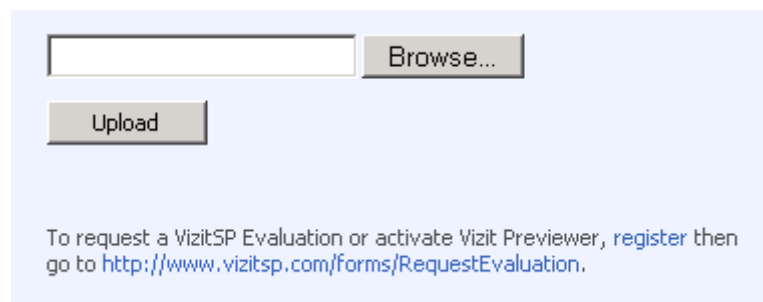 Browse...
Upload
To request a VizitSP Evaluation or activate Vizit Previewer, register then
go to http://www.vizitsp.com/forms/RequestEvaluation.